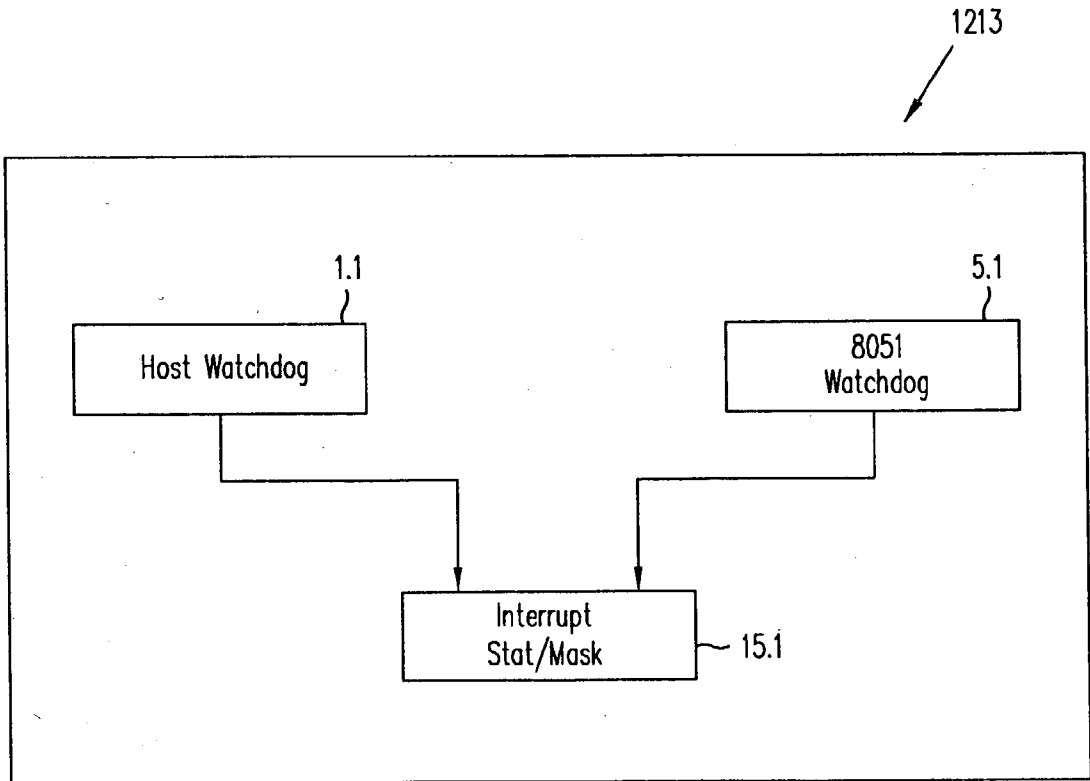 1213
1.1
Host Watchdog
5.1
8051
Watchdog
Interrupt
Stat/Mask
15.1